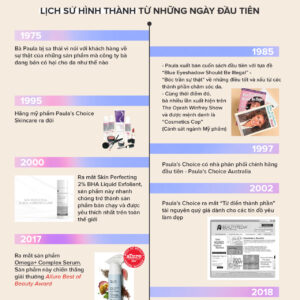 LỊCH SỬ HÌNH THÀNH TỪ NHỮNG NGÀY ĐẦU TIÊN
1975
Bà Paula bị sa thải vì nói với khách hàng về
sự thật của những sản phẩm mà công ty bà
đang bán có hại cho da như thế nào
1985
- Paula xuất bản cuốn sách đầu tiên với tựa đề
"Blue Eyeshadow Should Be Illegal" -
"Bóc trần sự thật" về những điều tốt và xấu từ các
thành phần chăm sóc da.
- Cùng thời điểm đó,
bà nhiều lần xuất hiện trên
The Oprah Winfrey Show
và được mệnh danh là
"Cosmetics Cop"
(Cảnh sát ngành Mỹ phẩm)
1995
Hãng mỹ phẩm Paula's Choice
Skincare ra đời
1997
Paula's Choice có nhà phân phối chính hãng
đầu tiên - Paula's Choice Australia
2000
Ra mắt Skin Perfecting
2% BHA Liquid Exfoliant,
sản phẩm này nhanh
chóng trở thành sản
phẩm bán chạy và được
yêu thích nhất trên toàn
thế giới
2002
Paula's Choice ra mắt "Từ điển thành phần"
tài nguyên quý giá dành cho các tín đồ yêu
làm đẹp
2017
Ra mắt sản phẩm
Omega+ Complex Serum.
Sản phẩm này chiến thắng
giải thưởng Allure Best of
Beauty Award
allure
2018